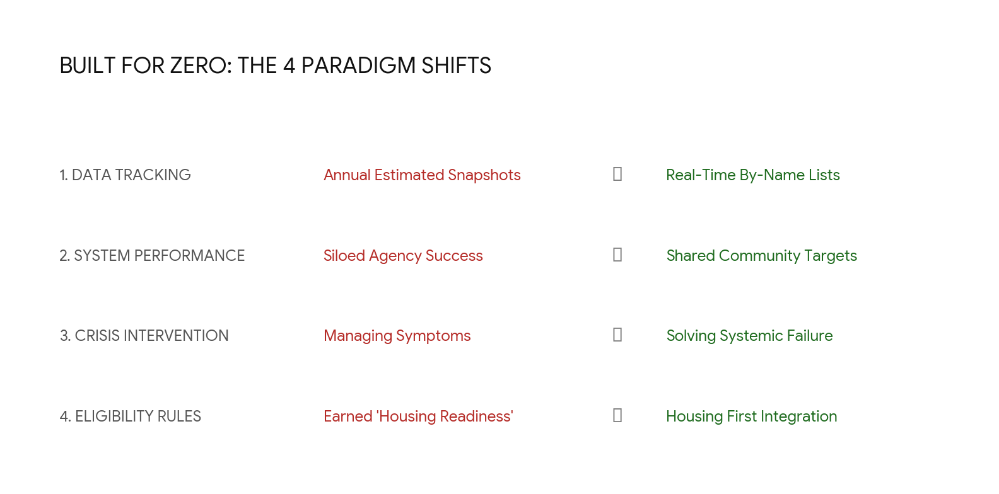 BUILT FOR ZERO: THE 4 PARADIGM SHIFTS
1. DATA TRACKING Annual Estimated Snapshots Real-Time By-Name Lists
2. SYSTEM PERFORMANCE Siloed Agency Success Shared Community Targets
3. CRISIS INTERVENTION Managing Symptoms Solving Systemic Failure
4. ELIGIBILITY RULES Earned 'Housing Readiness' Housing First Integration